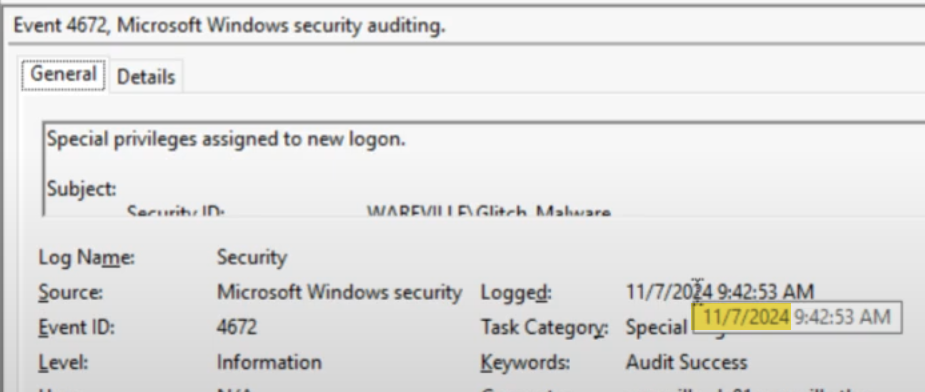 Event 4672, Microsoft Windows security auditing.
General Details
Special privileges assigned to new logon.
Subject:
Security ID: WAREVILLE\Glitch_Malware
Log Name: Security
Source: Microsoft Windows security Logged: 11/7/2024 9:42:53 AM
11/7/2024 9:42:53 AM
Event ID: 4672 Task Category: Special
Level: Information Keywords: Audit Success